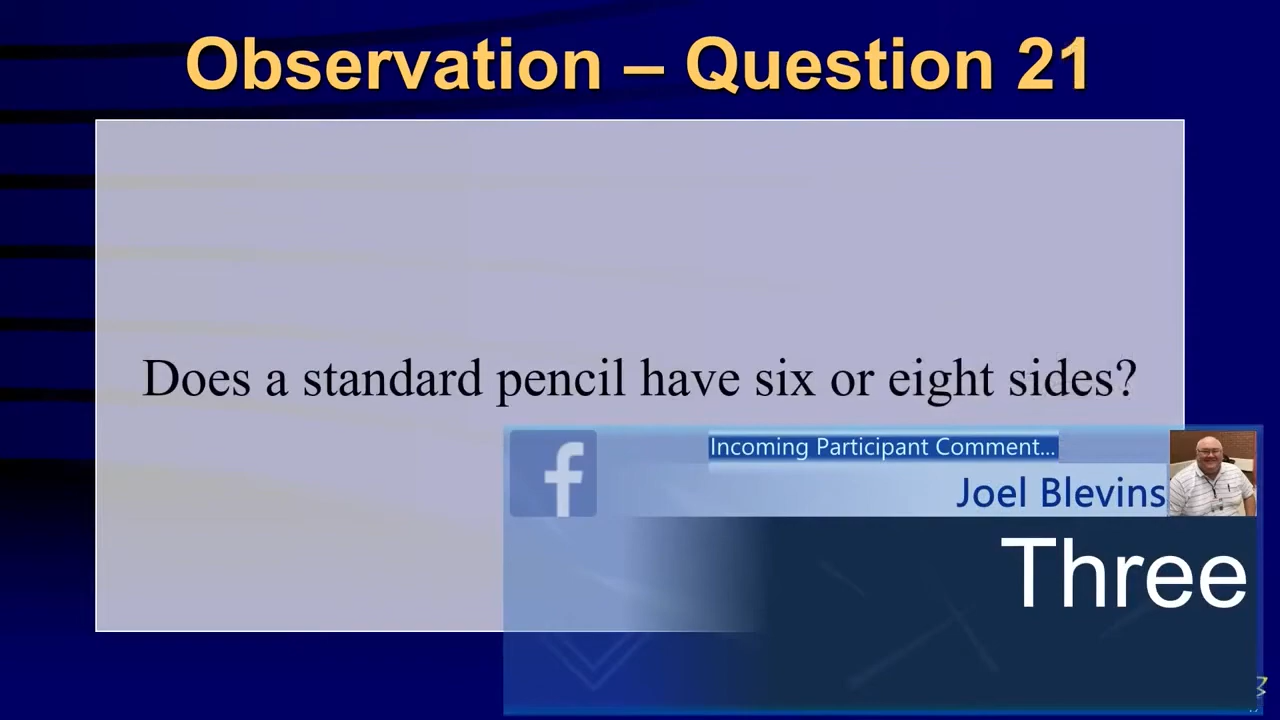 Observation – Question 21
Does a standard pencil have six or eight sides?
Incoming Participant Comment...
Joel Blevins
Three